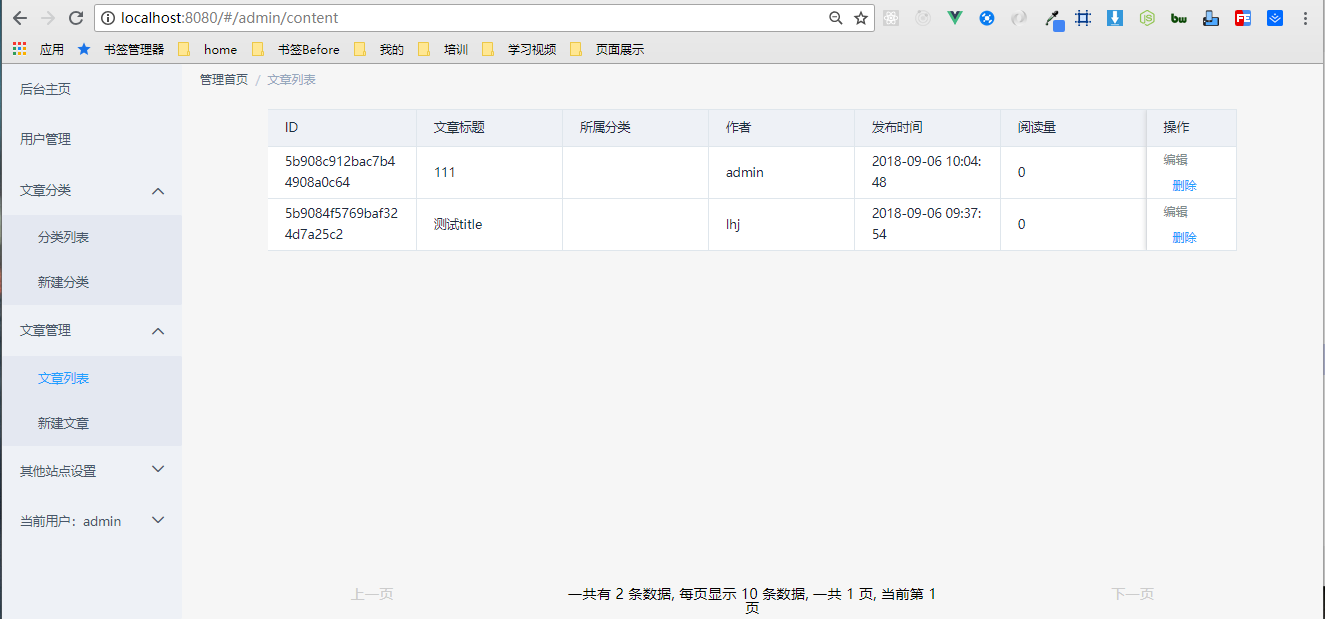 localhost:8080/#/admin/content
应用 书签管理器 home 书签Before 我的 培训 学习视频 页面展示
后台主页
用户管理
文章分类
分类列表
新建分类
文章管理
文章列表
新建文章
其他站点设置
当前用户：admin
管理首页 / 文章列表
ID 文章标题 所属分类 作者 发布时间 阅读量 操作
5b908c912bac7b4 2018-09-06 10:04: 编辑
111 admin 0
4908a0c64 48 删除
5b9084f5769baf32 2018-09-06 09:37: 编辑
测试title lhj 0
4d7a25c2 54 删除
上一页 一共有 2 条数据, 每页显示 10 条数据, 一共 1 页, 当前第 1 下一页
页